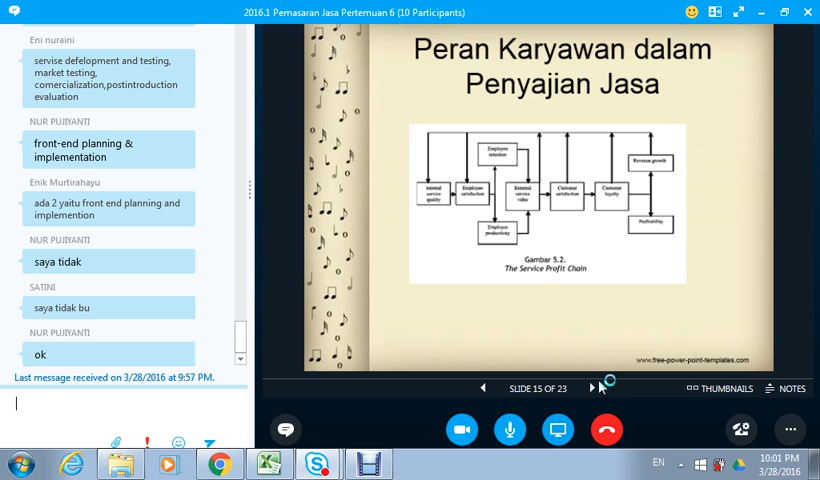 2016.1 Pemasaran Jasa Pertemuan 6 (10 Participants)
Eni nuraini
servise defelopment and testing,
market testing,
comercialization,postintroduction
evaluation
NUR PUJIYANTI
front-end planning &
implementation
Enik Murtirahayu
ada 2 yaitu front end planning and
implemention
NUR PUJIYANTI
saya tidak
SATINI
saya tidak bu
NUR PUJIYANTI
ok
Last message received on 3/28/2016 at 9:57 PM.
Peran Karyawan dalam
Penyajian Jasa
Employee
retention
Revenue growth
Internal
service
quality
Employee
satisfaction
External
service
value
Customer
satisfaction
Customer
loyalty
Employee
productivity
Profitability
Gambar 5.2.
The Service Profit Chain
www.free-power-point-templates.com
SLIDE 15 OF 23
THUMBNAILS
NOTES
EN
10:01 PM
3/28/2016